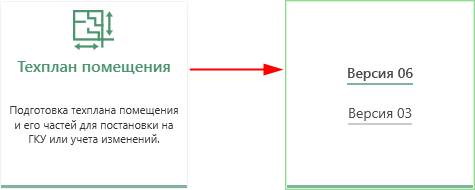 Техплан помещения
Подготовка техплана помещения
и его частей для постановки на
ГКУ или учета изменений.
Версия 06
Версия 03